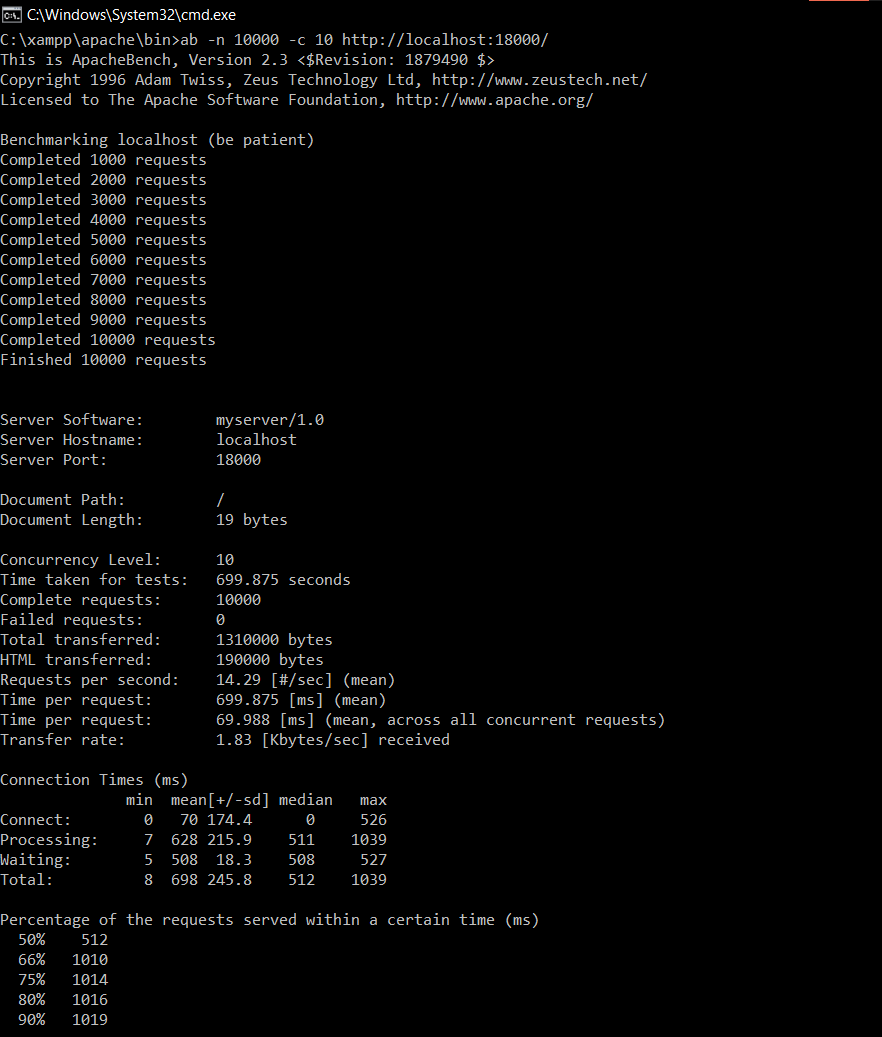 C:\Windows\System32\cmd.exe
C:\xampp\apache\bin>ab -n 10000 -c 10 http://localhost:18000/
This is ApacheBench, Version 2.3 <$Revision: 1879490 $>
Copyright 1996 Adam Twiss, Zeus Technology Ltd, http://www.zeustech.net/
Licensed to The Apache Software Foundation, http://www.apache.org/

Benchmarking localhost (be patient)
Completed 1000 requests
Completed 2000 requests
Completed 3000 requests
Completed 4000 requests
Completed 5000 requests
Completed 6000 requests
Completed 7000 requests
Completed 8000 requests
Completed 9000 requests
Completed 10000 requests
Finished 10000 requests


Server Software:        myserver/1.0
Server Hostname:        localhost
Server Port:            18000

Document Path:          /
Document Length:        19 bytes

Concurrency Level:      10
Time taken for tests:   699.875 seconds
Complete requests:      10000
Failed requests:        0
Total transferred:      1310000 bytes
HTML transferred:       190000 bytes
Requests per second:    14.29 [#/sec] (mean)
Time per request:       699.875 [ms] (mean)
Time per request:       69.988 [ms] (mean, across all concurrent requests)
Transfer rate:          1.83 [Kbytes/sec] received

Connection Times (ms)
              min  mean[+/-sd] median   max
Connect:        0   70 174.4      0     526
Processing:     7  628 215.9    511    1039
Waiting:        5  508  18.3    508     527
Total:          8  698 245.8    512    1039

Percentage of the requests served within a certain time (ms)
  50%    512
  66%   1010
  75%   1014
  80%   1016
  90%   1019